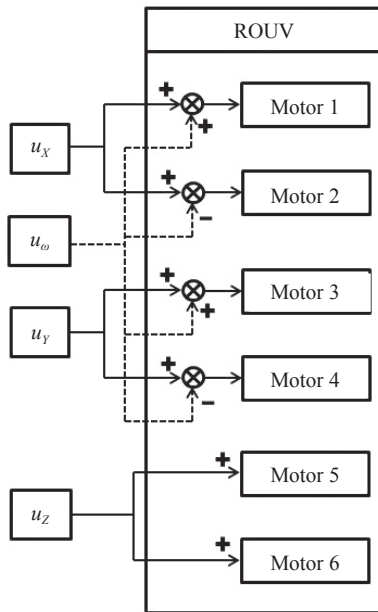 ROUV
+
Motor 1
+
u_X
+
Motor 2
−
u_ω
+
Motor 3
+
u_Y
+
Motor 4
−
+
Motor 5
u_Z
+
Motor 6